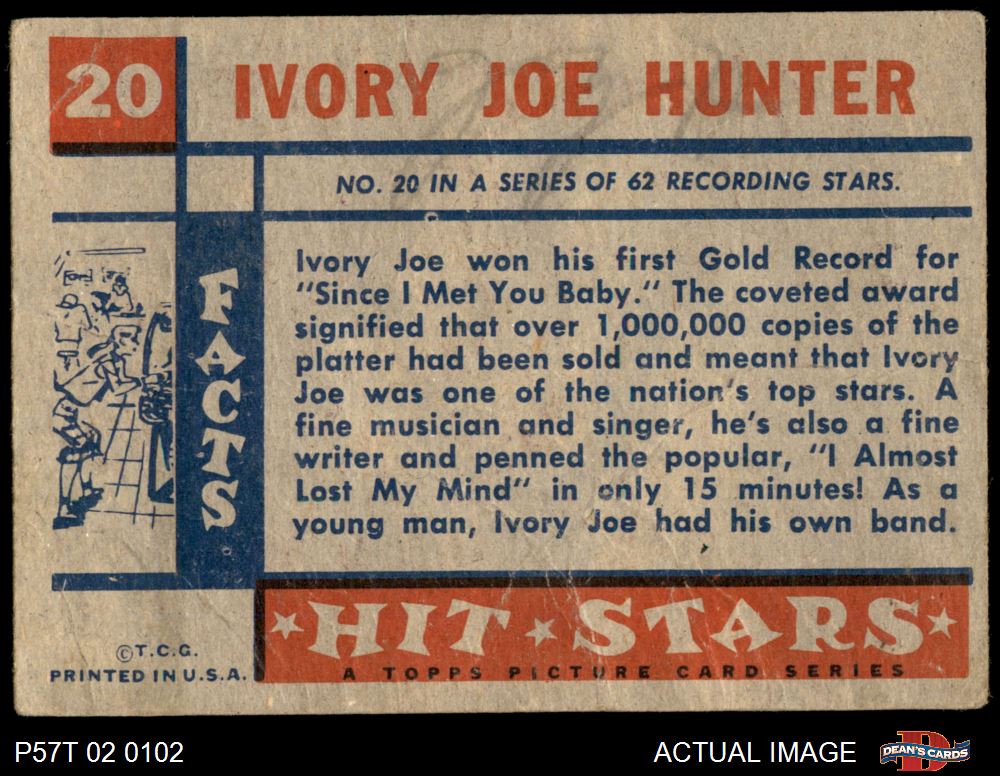 20
IVORY JOE HUNTER
NO. 20 IN A SERIES OF 62 RECORDING STARS.
FACTS
Ivory Joe won his first Gold Record for
"Since I Met You Baby." The coveted award
signified that over 1,000,000 copies of the
platter had been sold and meant that Ivory
Joe was one of the nation's top stars. A
fine musician and singer, he's also a fine
writer and penned the popular, "I Almost
Lost My Mind" in only 15 minutes! As a
young man, Ivory Joe had his own band.
HIT STARS
A TOPPS PICTURE CARD SERIES
©T.C.G.
PRINTED IN U.S.A.
P57T 02 0102
ACTUAL IMAGE
D
DEAN'S CARDS